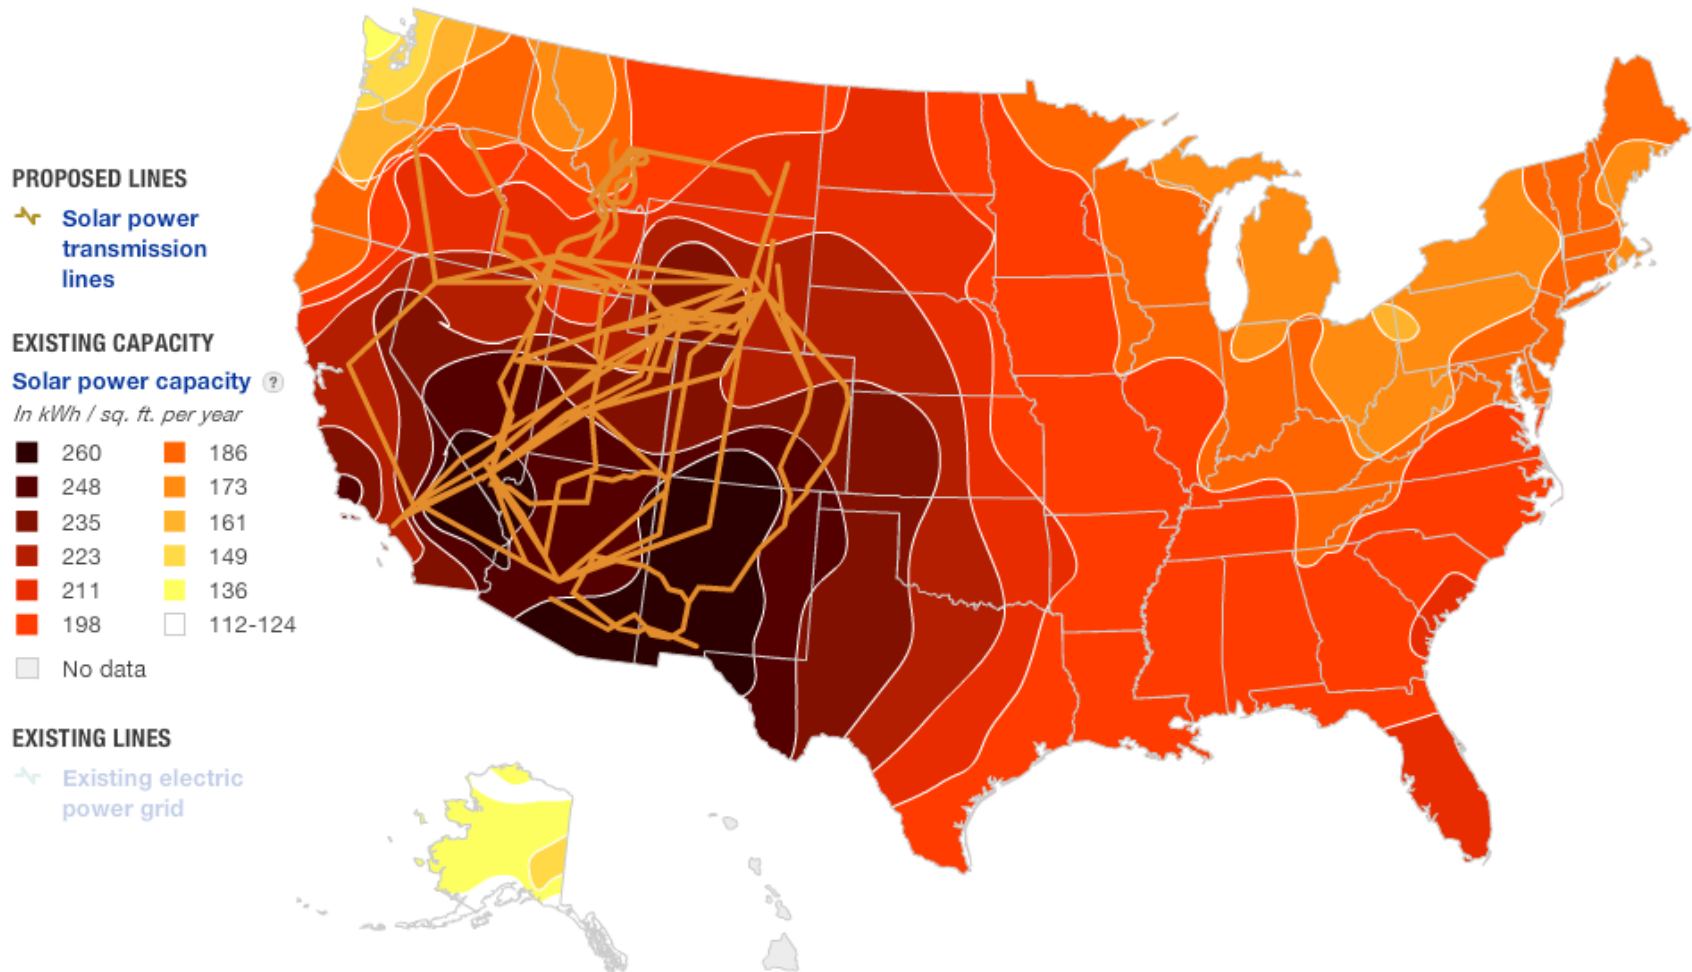 PROPOSED LINES
Solar power
transmission
lines
EXISTING CAPACITY
Solar power capacity ?
In kWh / sq. ft. per year
260 186
248 173
235 161
223 149
211 136
198 112-124
No data
EXISTING LINES
Existing electric
power grid